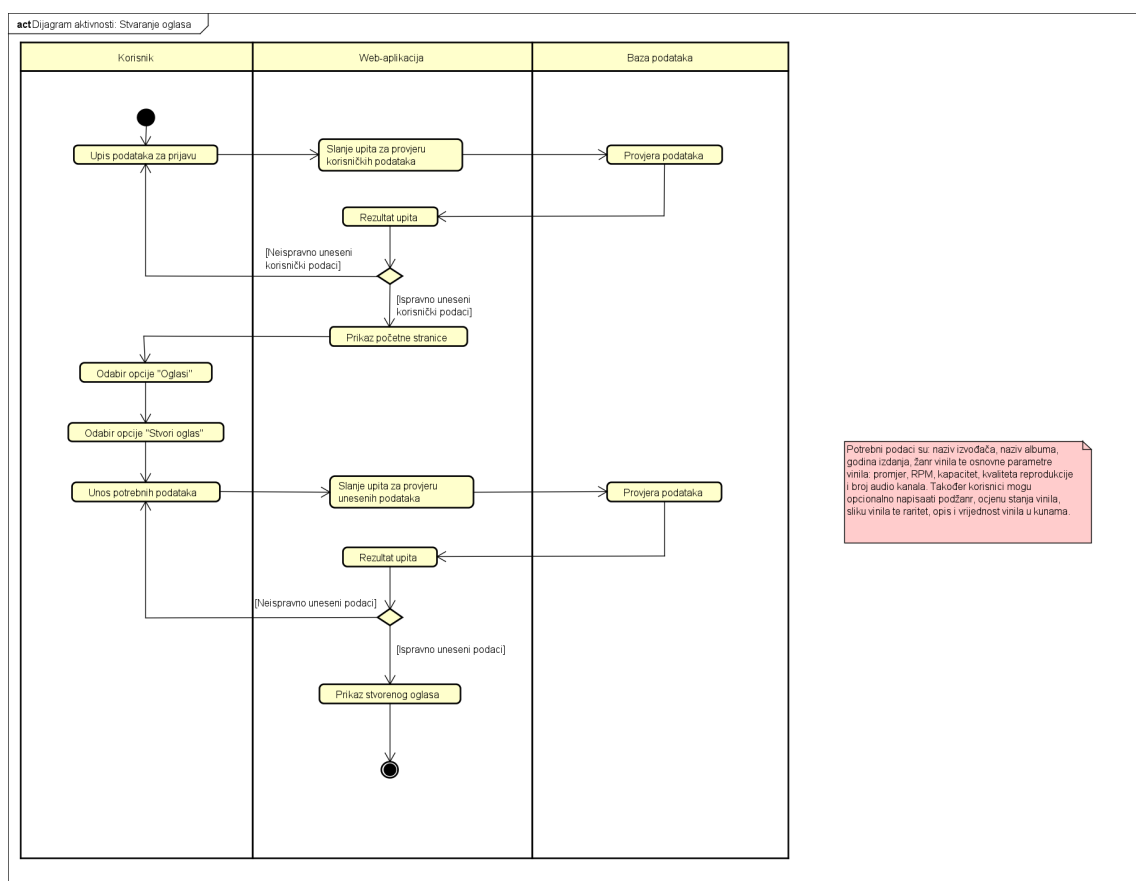 act Dijagram aktivnosti: Stvaranje oglasa
Korisnik
Web-aplikacija
Baza podataka
Upis podataka za prijavu
Slanje upita za provjeru
korisničkih podataka
Provjera podataka
Rezultat upita
[Neispravno uneseni
korisnički podaci]
[Ispravno uneseni
korisnički podaci]
Prikaz početne stranice
Odabir opcije "Oglasi"
Odabir opcije "Stvori oglas"
Unos potrebnih podataka
Slanje upita za provjeru
unesenih podataka
Provjera podataka
Rezultat upita
[Neispravno uneseni podaci]
[Ispravno uneseni podaci]
Prikaz stvorenog oglasa
Potrebni podaci su: naziv izvođača, naziv albuma,
godina izdanja, žanr vinila te osnovne parametre
vinila: promjer, RPM, kapacitet, kvaliteta reprodukcije
i broj audio kanala. Također korisnici mogu
opcionalno napisaati podžanr, ocjenu stanja vinila,
sliku vinila te raritet, opis i vrijednost vinila u kunama.